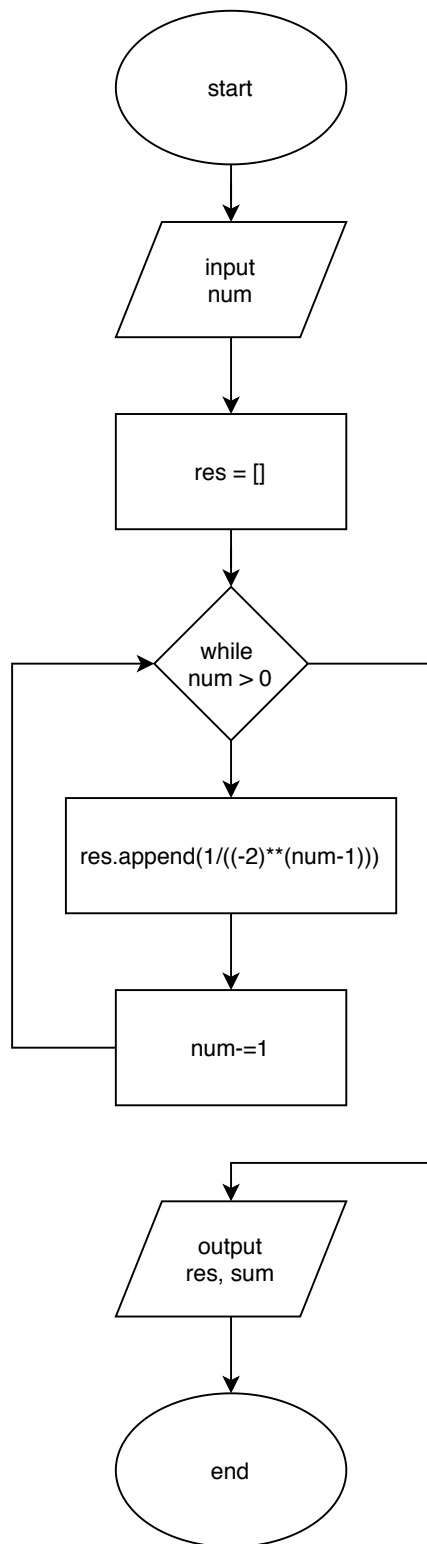 start
input
num
res = []
while
num > 0
res.append(1/((-2)**(num-1)))
num-=1
output
res, sum
end